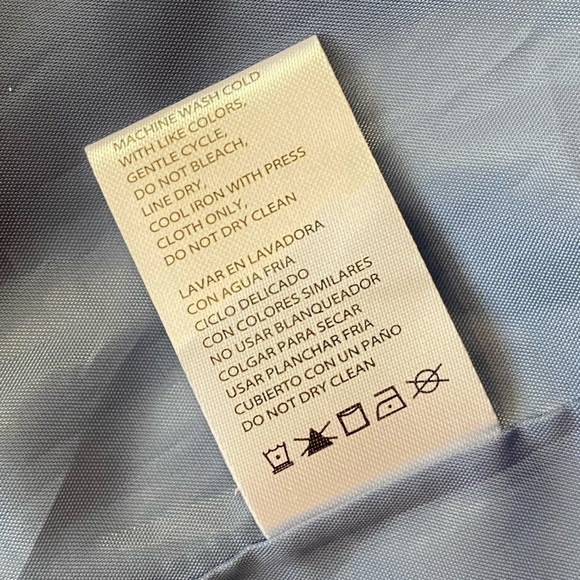 MACHINE WASH COLD
WITH LIKE COLORS,
GENTLE CYCLE,
DO NOT BLEACH,
LINE DRY,
COOL IRON WITH PRESS
CLOTH ONLY,
DO NOT DRY CLEAN
LAVAR EN LAVADORA
CON AGUA FRIA
CICLO DELICADO
CON COLORES SIMILARES
NO USAR BLANQUEADOR
COLGAR PARA SECAR
USAR PLANCHAR FRIA
CUBIERTO CON UN PAÑO
DO NOT DRY CLEAN